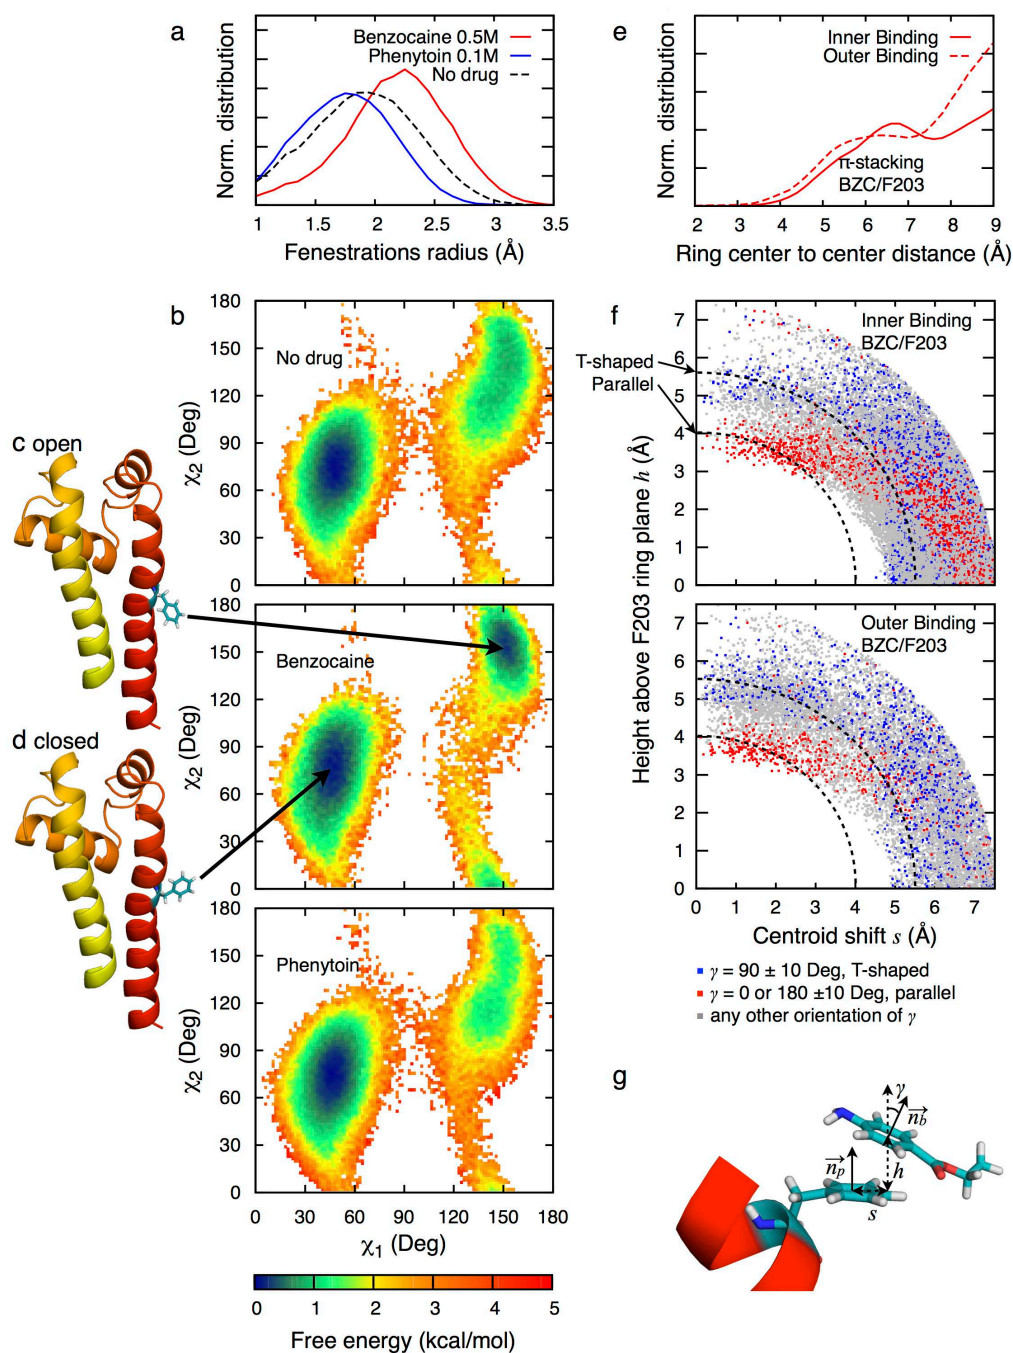 a
Norm. distribution
Benzocaine 0.5M
Phenytoin 0.1M
No drug
1 1.5 2 2.5 3 3.5
Fenestrations radius (Å)
e
Norm. distribution
Inner Binding
Outer Binding
π-stacking
BZC/F203
2 3 4 5 6 7 8 9
Ring center to center distance (Å)
b
180
150
120
90
60
30
0
χ2 (Deg)
No drug
c open
180
150
120
90
60
30
0
χ2 (Deg)
Benzocaine
d closed
180
150
120
90
60
30
0
χ2 (Deg)
Phenytoin
0 30 60 90 120 150 180
χ1 (Deg)
0 1 2 3 4 5
Free energy (kcal/mol)
f
T-shaped
Parallel
7
6
5
4
3
2
1
0
Inner Binding
BZC/F203
Height above F203 ring plane h (Å)
7
6
5
4
3
2
1
0
Outer Binding
BZC/F203
0 1 2 3 4 5 6 7
Centroid shift s (Å)
γ = 90 ± 10 Deg, T-shaped
γ = 0 or 180 ±10 Deg, parallel
any other orientation of γ
g
γ
nb
np
h
s